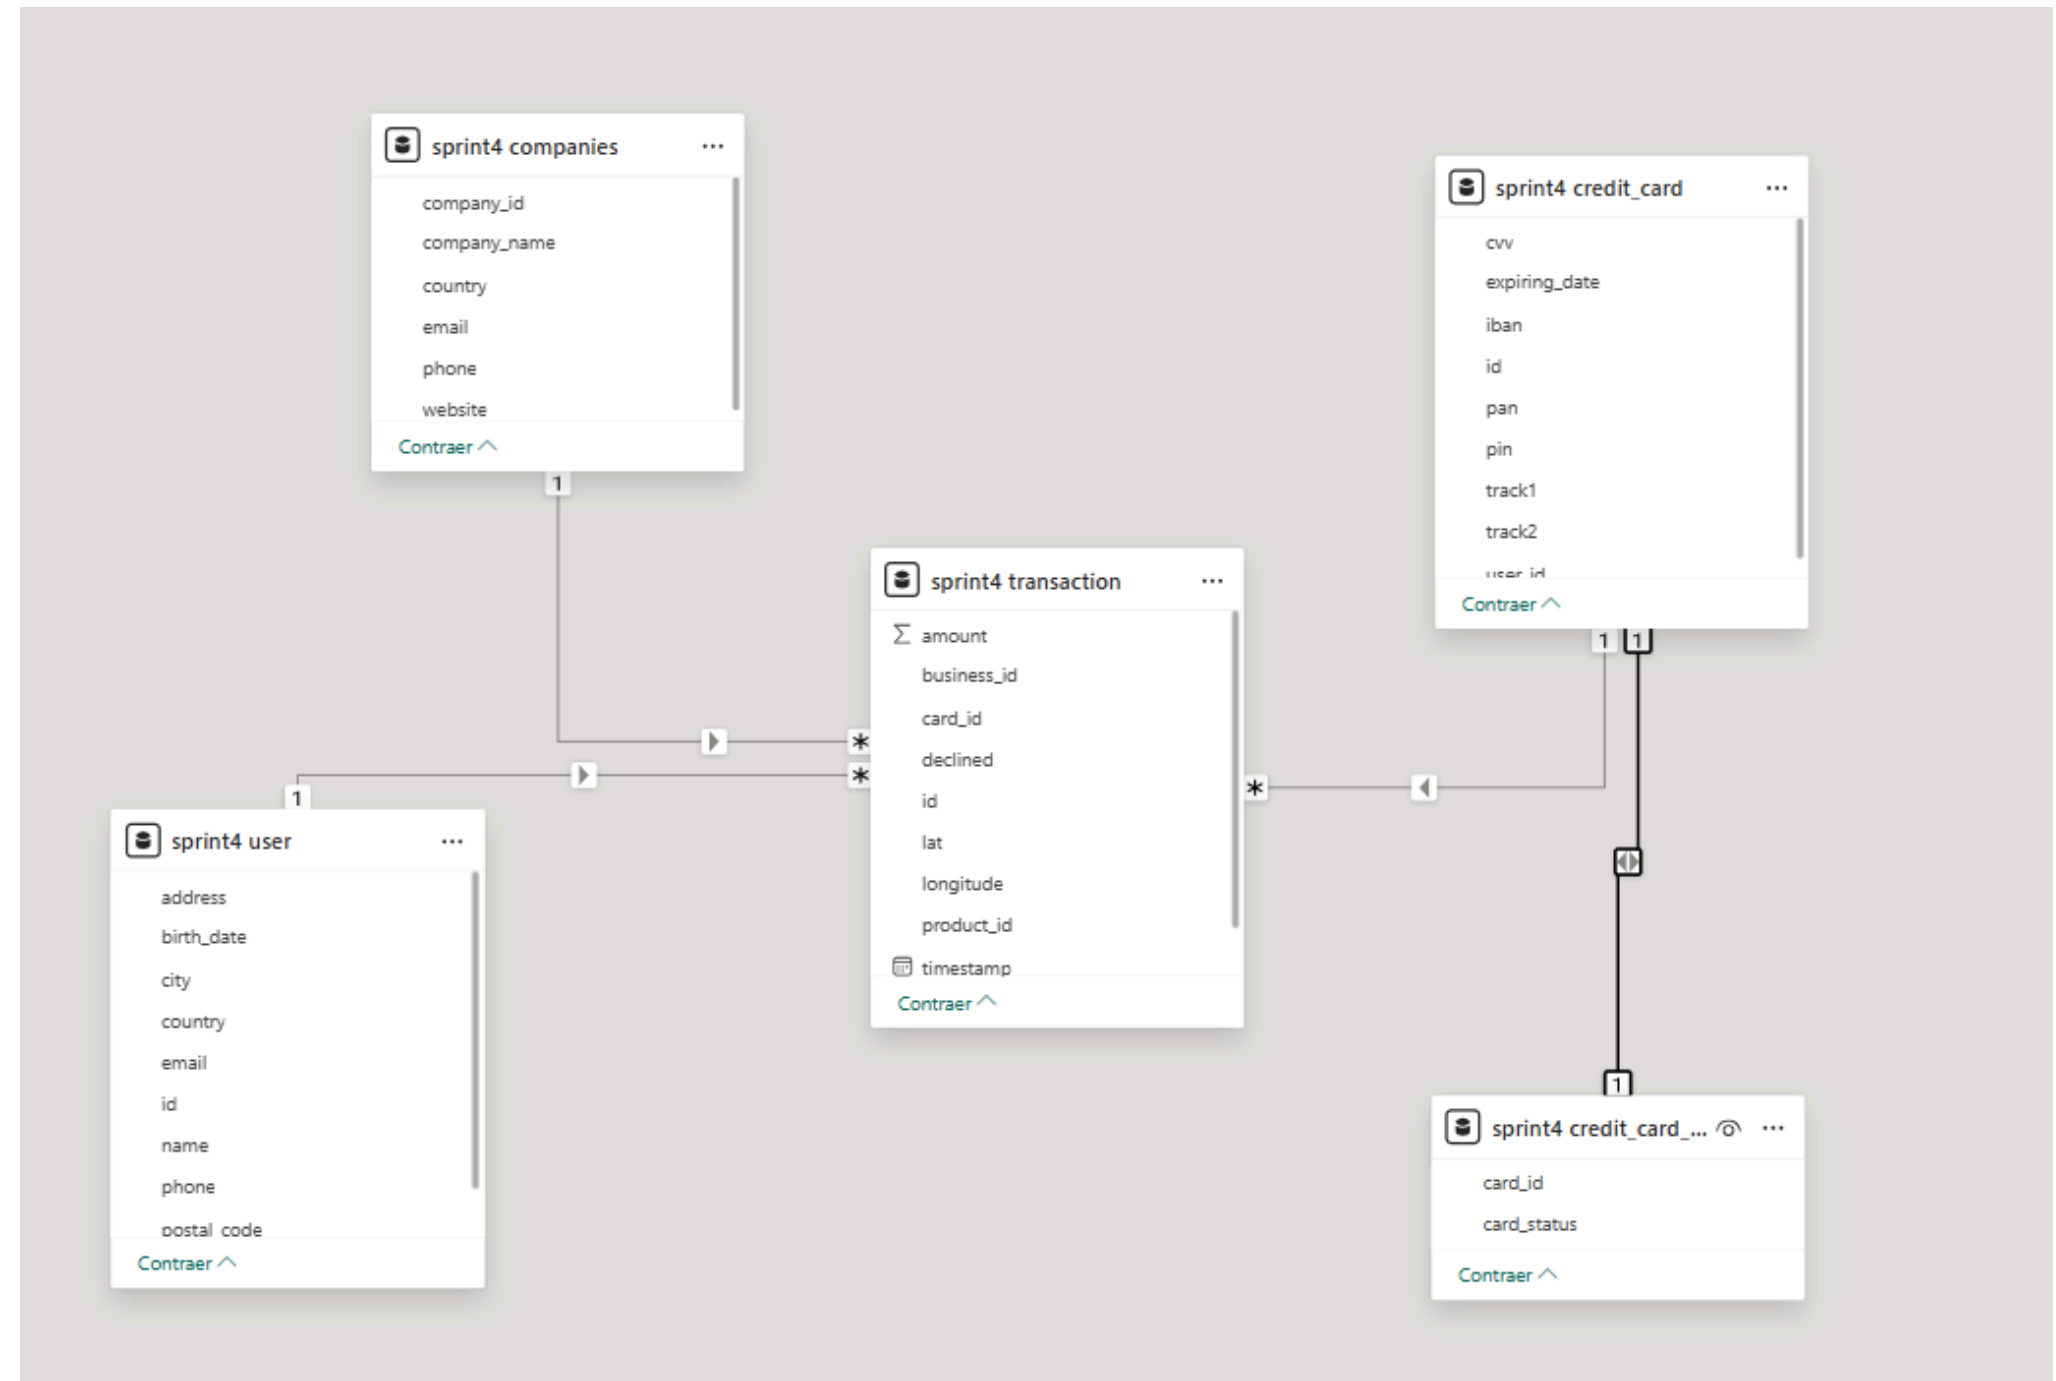 sprint4 companies
company_id
company_name
country
email
phone
website
Contraer
1
sprint4 credit_card
cvv
expiring_date
iban
id
pan
pin
track1
track2
user_id
Contraer
1 1
sprint4 transaction
amount
business_id
card_id
declined
id
lat
longitude
product_id
timestamp
Contraer
*
*
*
1
sprint4 user
address
birth_date
city
country
email
id
name
phone
postal_code
Contraer
1
sprint4 credit_card_...
card_id
card_status
Contraer